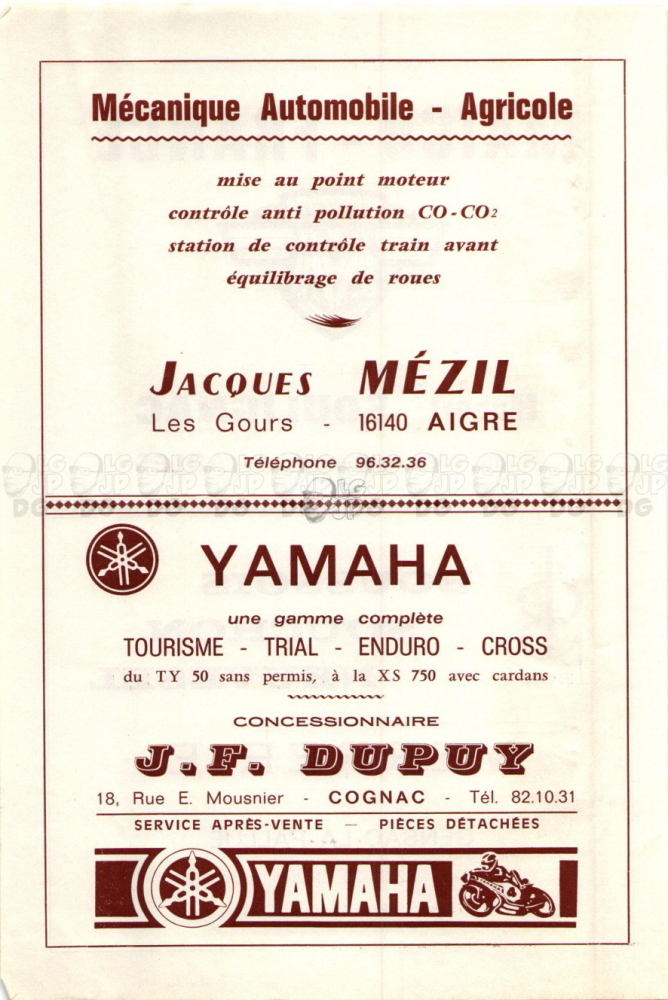 Mécanique Automobile - Agricole
mise au point moteur
contrôle anti pollution CO-CO2
station de contrôle train avant
équilibrage de roues
JACQUES MÉZIL
Les Gours - 16140 AIGRE
Téléphone 96.32.36
YAMAHA
une gamme complète
TOURISME - TRIAL - ENDURO - CROSS
du TY 50 sans permis, à la XS 750 avec cardans
CONCESSIONNAIRE
J.F. DUPUY
18, Rue E. Mousnier - COGNAC - Tél. 82.10.31
SERVICE APRÈS-VENTE — PIÈCES DÉTACHÉES
YAMAHA